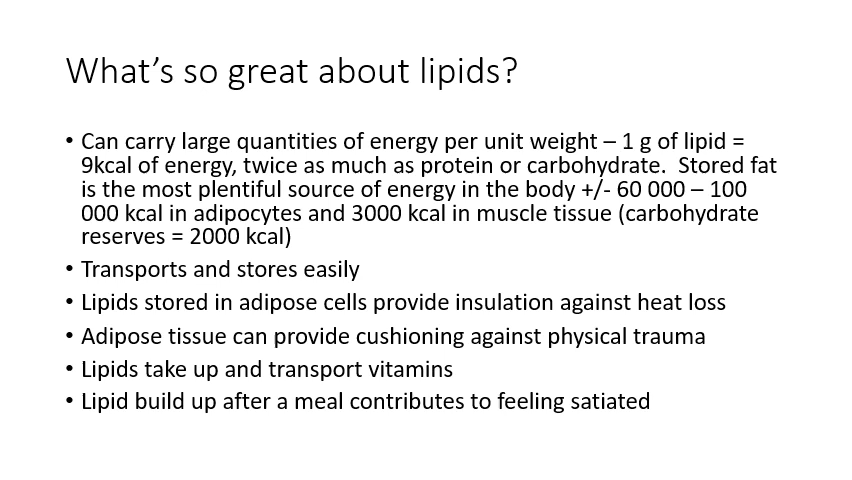 What’s so great about lipids?
• Can carry large quantities of energy per unit weight – 1 g of lipid =
9kcal of energy, twice as much as protein or carbohydrate.  Stored fat
is the most plentiful source of energy in the body +/- 60 000 – 100
000 kcal in adipocytes and 3000 kcal in muscle tissue (carbohydrate
reserves = 2000 kcal)
• Transports and stores easily
• Lipids stored in adipose cells provide insulation against heat loss
• Adipose tissue can provide cushioning against physical trauma
• Lipids take up and transport vitamins
• Lipid build up after a meal contributes to feeling satiated